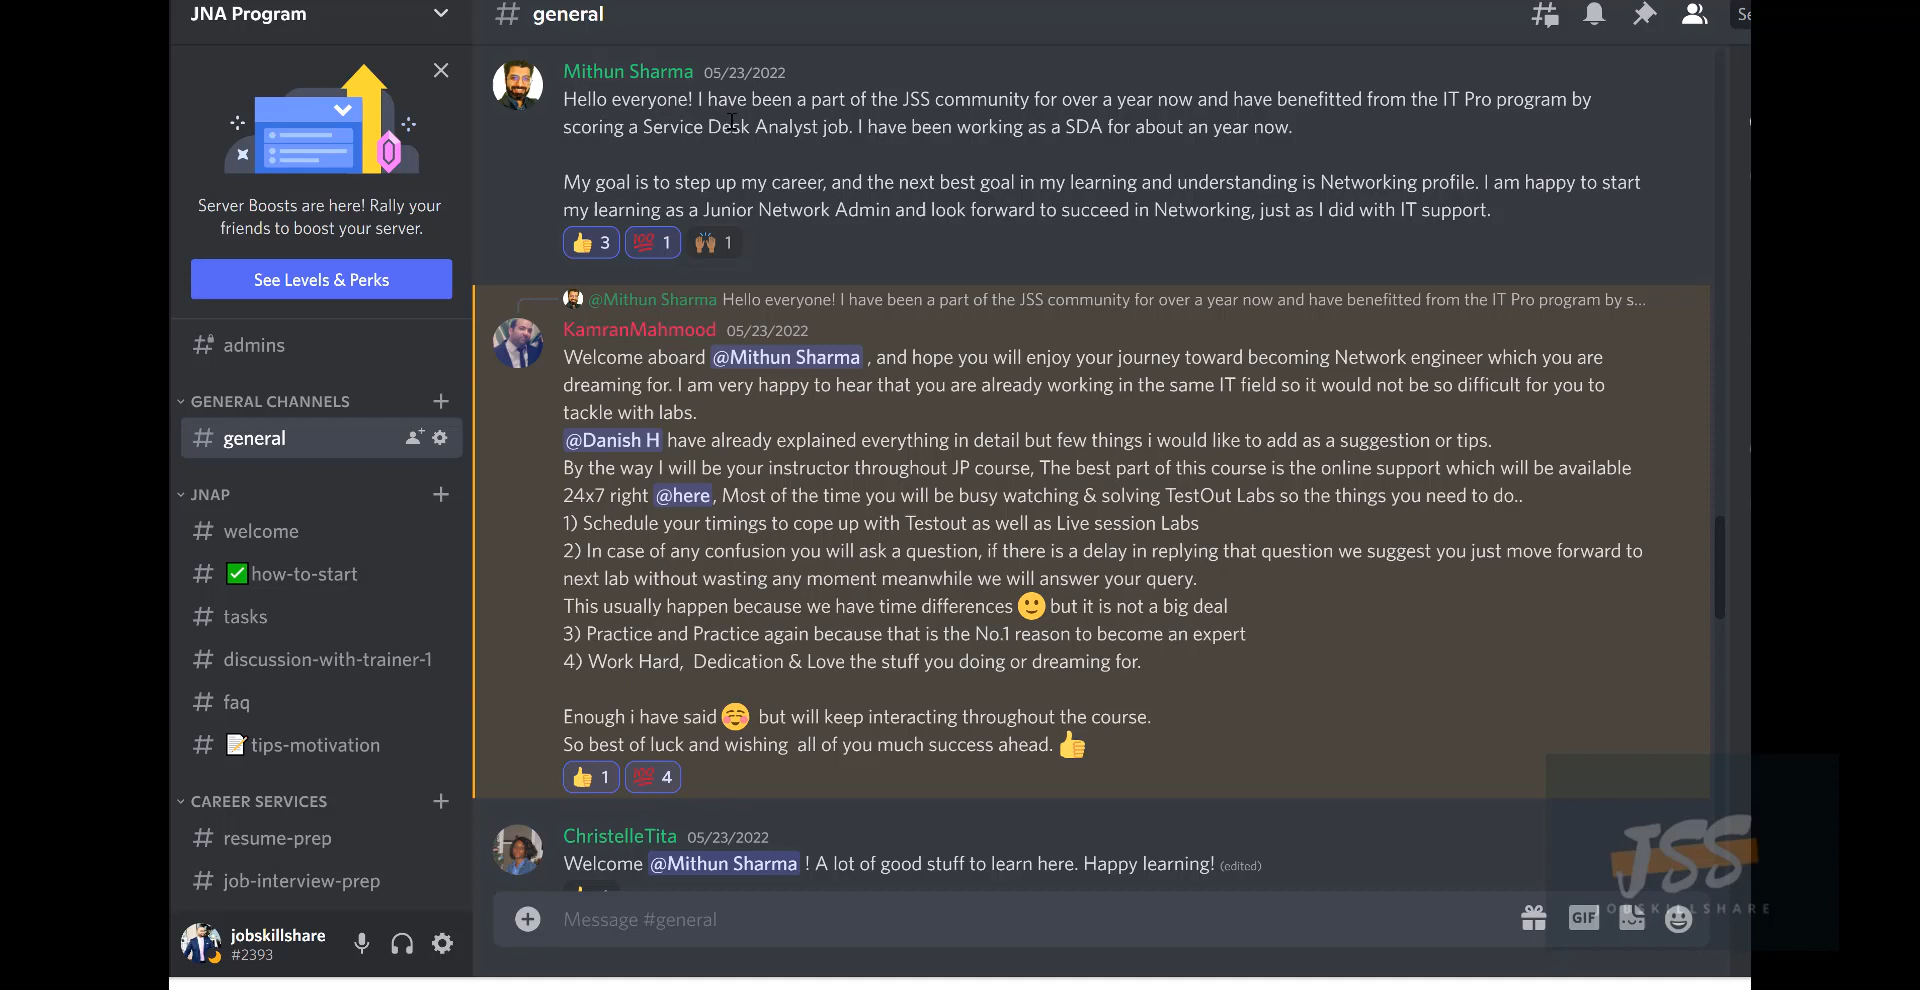 JNA Program
Server Boosts are here! Rally your
friends to boost your server.
See Levels & Perks
admins
GENERAL CHANNELS
general
JNAP
welcome
how-to-start
tasks
discussion-with-trainer-1
faq
tips-motivation
CAREER SERVICES
resume-prep
job-interview-prep
jobskillshare
#2393
# general
Se
Mithun Sharma 05/23/2022
Hello everyone! I have been a part of the JSS community for over a year now and have benefitted from the IT Pro program by
scoring a Service Desk Analyst job. I have been working as a SDA for about an year now.
My goal is to step up my career, and the next best goal in my learning and understanding is Networking profile. I am happy to start
my learning as a Junior Network Admin and look forward to succeed in Networking, just as I did with IT support.
👍 3 💯 1 🙌🏾 1
@Mithun Sharma Hello everyone! I have been a part of the JSS community for over a year now and have benefitted from the IT Pro program by s...
KamranMahmood 05/23/2022
Welcome aboard @Mithun Sharma , and hope you will enjoy your journey toward becoming Network engineer which you are
dreaming for. I am very happy to hear that you are already working in the same IT field so it would not be so difficult for you to
tackle with labs.
@Danish H have already explained everything in detail but few things i would like to add as a suggestion or tips.
By the way I will be your instructor throughout JP course, The best part of this course is the online support which will be available
24x7 right @here, Most of the time you will be busy watching & solving TestOut Labs so the things you need to do..
1) Schedule your timings to cope up with Testout as well as Live session Labs
2) In case of any confusion you will ask a question, if there is a delay in replying that question we suggest you just move forward to
next lab without wasting any moment meanwhile we will answer your query.
This usually happen because we have time differences 🙂 but it is not a big deal
3) Practice and Practice again because that is the No.1 reason to become an expert
4) Work Hard,  Dedication & Love the stuff you doing or dreaming for.
Enough i have said ☺️ but will keep interacting throughout the course.
So best of luck and wishing  all of you much success ahead. 👍
👍 1 💯 4
ChristelleTita 05/23/2022
Welcome @Mithun Sharma ! A lot of good stuff to learn here. Happy learning! (edited)
Message #general
GIF
JSS
JOBSKILLSHARE